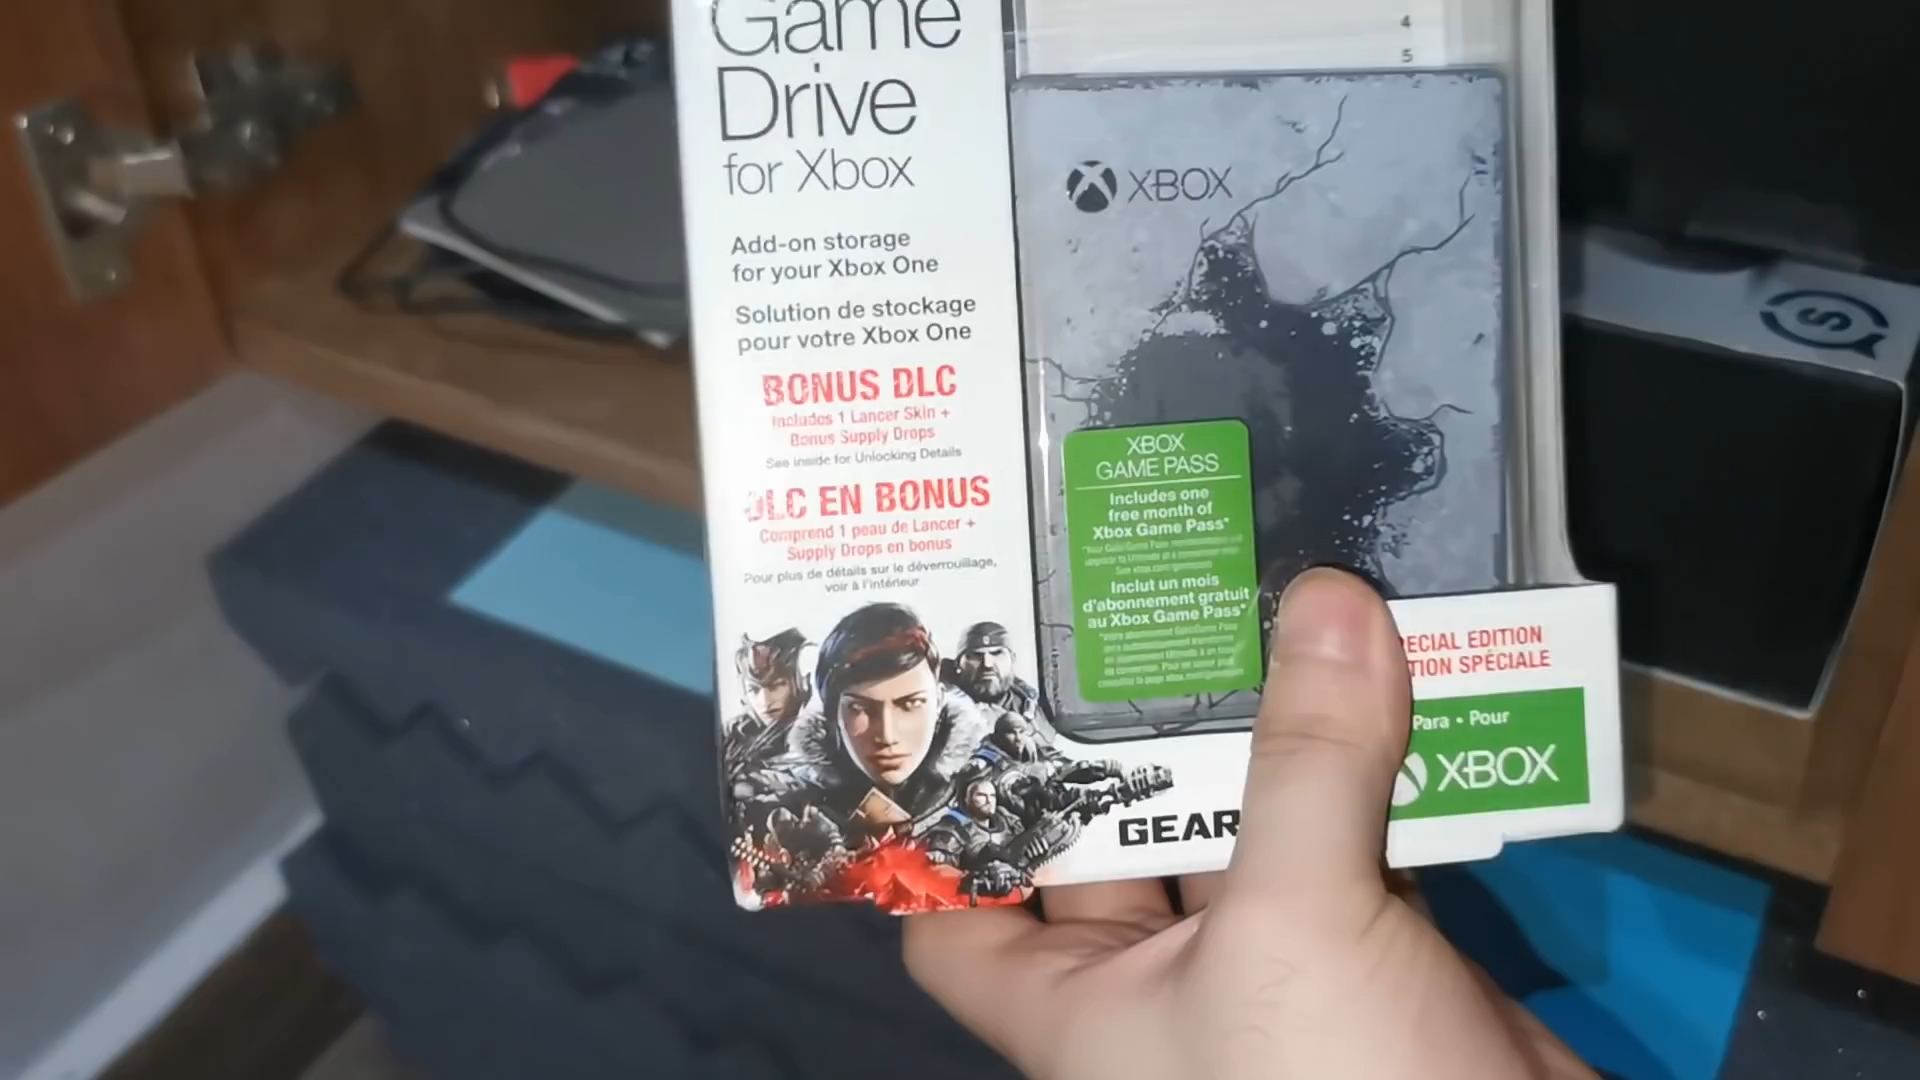 Game
Drive
for Xbox
Add-on storage
for your Xbox One
Solution de stockage
pour votre Xbox One
BONUS DLC
Includes 1 Lancer Skin +
Bonus Supply Drops
See Inside for Unlocking Details
DLC EN BONUS
Comprend 1 peau de Lancer +
Supply Drops en bonus
Pour plus de détails sur le déverrouillage,
voir à l'intérieur
4
5
XBOX
XBOX
GAME PASS
Includes one
free month of
Xbox Game Pass*
Inclut un mois
d'abonnement gratuit
au Xbox Game Pass*
GEAR
ECIAL EDITION
TION SPÉCIALE
Para • Pour
XBOX